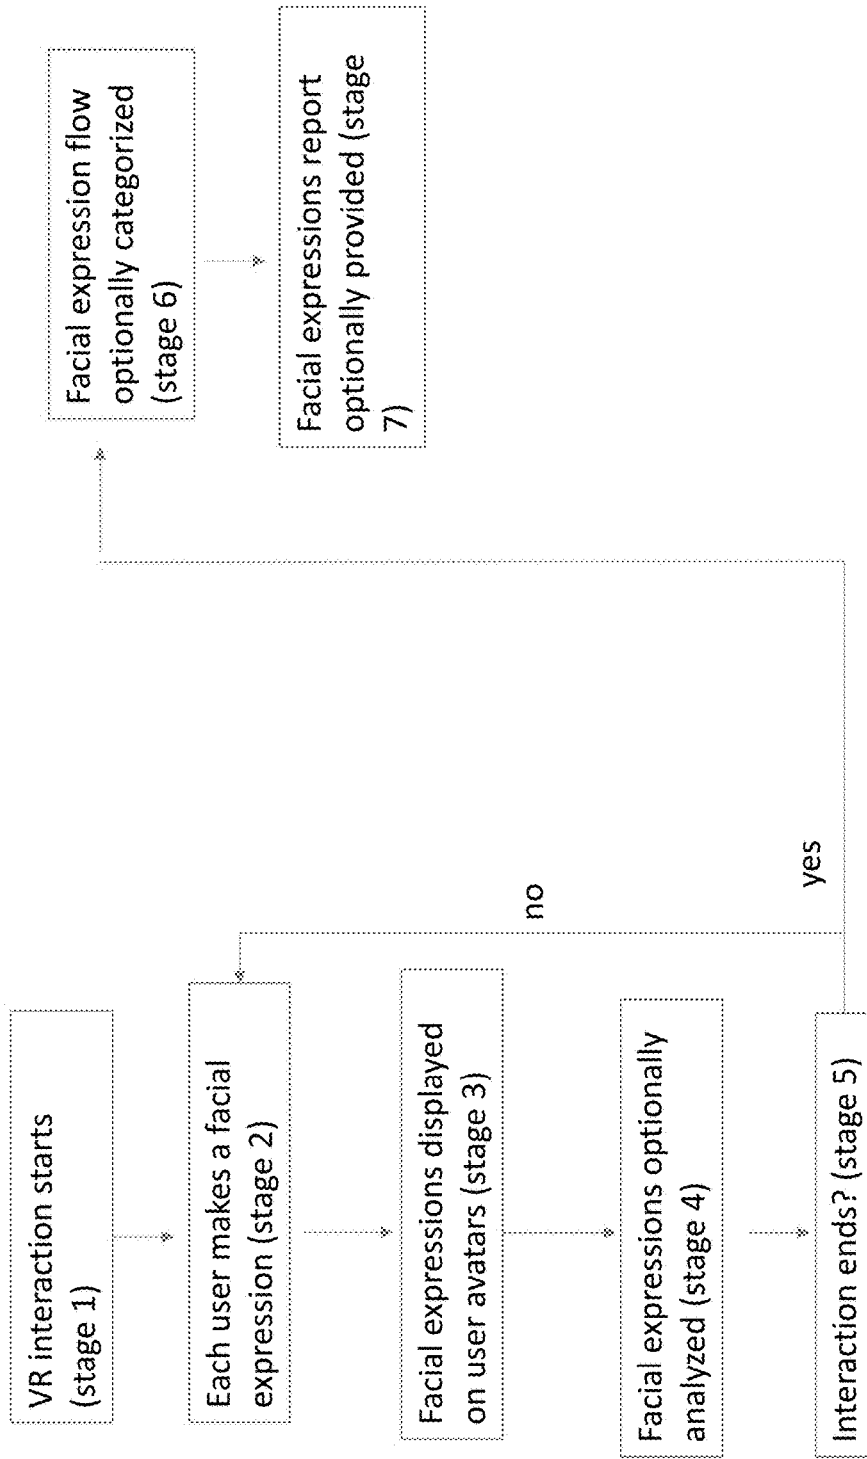 VR interaction starts
(stage 1)
Each user makes a facial
expression (stage 2)
Facial expressions displayed
on user avatars (stage 3)
Facial expressions optionally
analyzed (stage 4)
Interaction ends? (stage 5)
no
yes
Facial expression flow
optionally categorized
(stage 6)
Facial expressions report
optionally provided (stage
7)